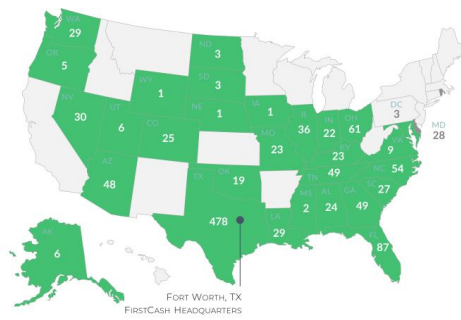 WA
29
OR
5
NV
30
UT
6
AZ
48
WY
1
CO
25
ND
3
SD
3
NE
1
IA
1
MO
23
OK
19
TX
478
LA
29
IL
36
IN
22
OH
61
KY
23
TN
49
MS
2
AL
24
GA
49
SC
27
NC
54
VA
9
DC
3
MD
28
FL
87
AK
6
FORT WORTH, TX
FIRSTCASH HEADQUARTERS